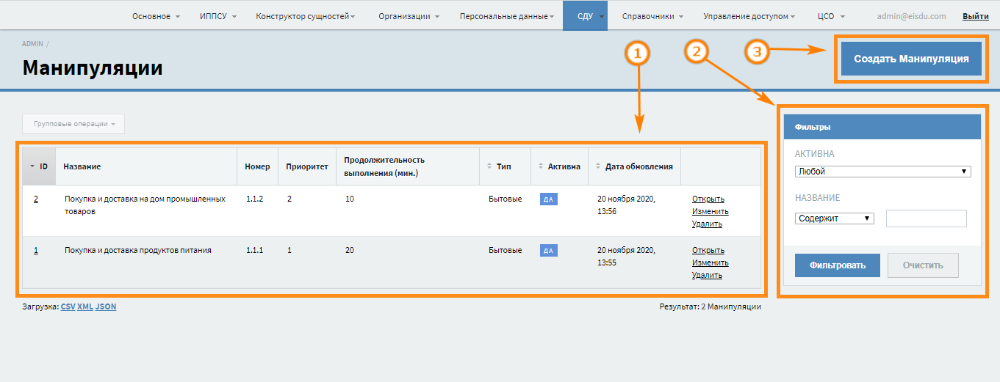 Основное ИППСУ Конструктор сущностей Организации Персональные данные СДУ Справочники Управление доступом ЦСО admin@eisdu.com Выйти
ADMIN /
Манипуляции
1 2 3
Создать Манипуляция
Групповые операции
ID Название Номер Приоритет Продолжительность Тип Активна Дата обновления
выполнения (мин.)
2 Покупка и доставка на дом промышленных 1.1.2 2 10 Бытовые ДА 20 ноября 2020, Открыть
товаров 13:56 Изменить
Удалить
1 Покупка и доставка продуктов питания 1.1.1 1 20 Бытовые ДА 20 ноября 2020, Открыть
13:55 Изменить
Удалить
Загрузка: CSV XML JSON Результат: 2 Манипуляции
Фильтры
АКТИВНА
Любой
НАЗВАНИЕ
Содержит
Фильтровать Очистить